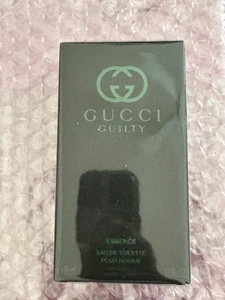 GUCCI
GUILTY
ESSENCE
EAU DE TOILETTE
POUR HOMME